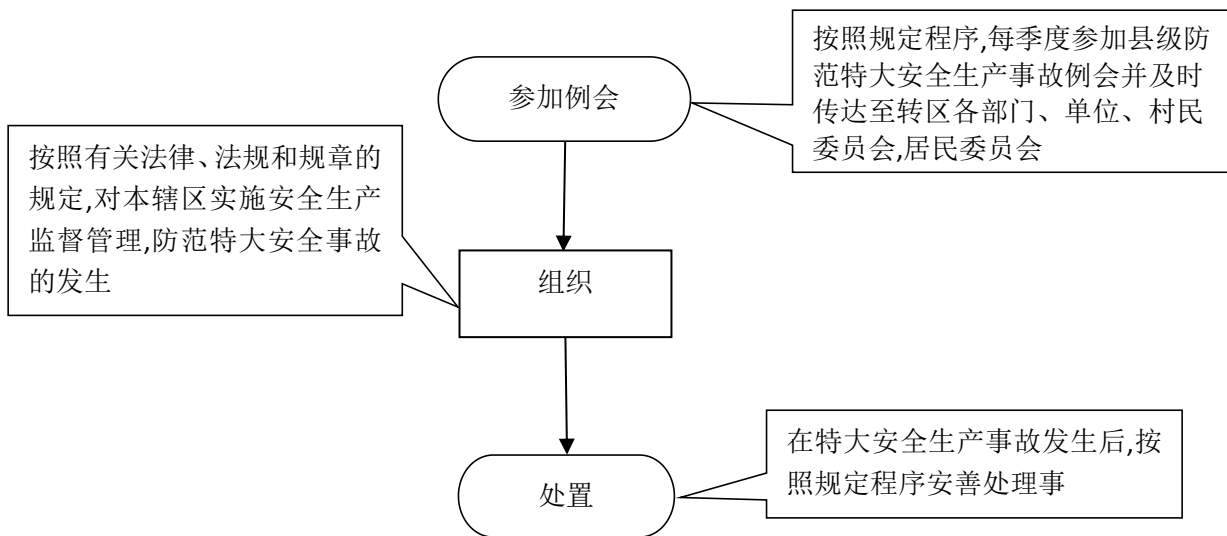 参加例会
按照规定程序,每季度参加县级防
范特大安全生产事故例会并及时
传达至转区各部门、单位、村民
委员会,居民委员会
按照有关法律、法规和规章的
规定,对本辖区实施安全生产
监督管理,防范特大安全事故
的发生
组织
在特大安全生产事故发生后,按
照规定程序安善处理事
处置